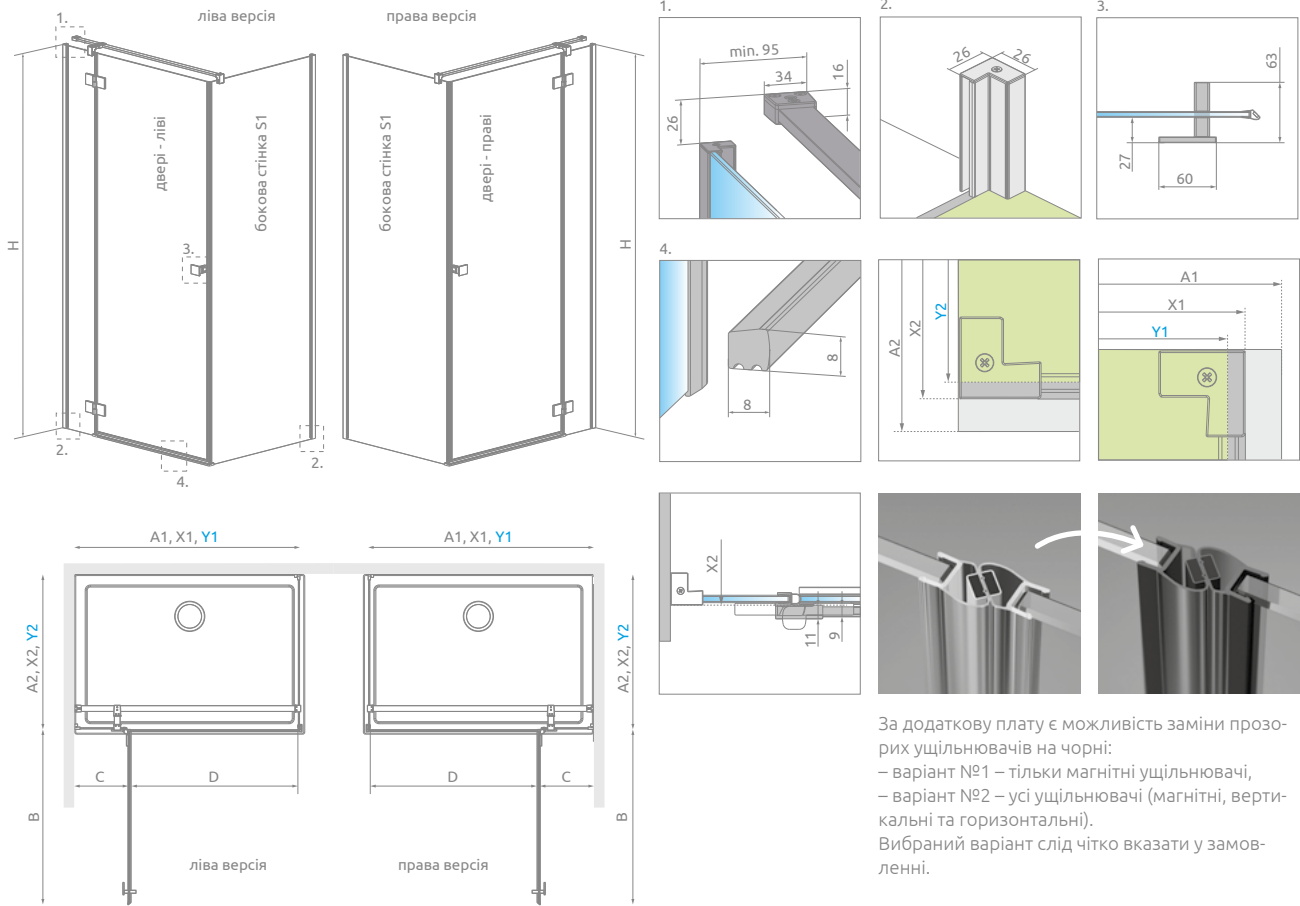 ліва версія
права версія
1.
H
двері - ліві
3.
бокова стінка S1
2.
4.
2.
бокова стінка S1
двері - праві
H
1.
min. 95
34
16
26
2.
26
26
3.
63
27
60
4.
8
8
A2
X2
Y2
A1
X1
Y1
X2
11
9
A1, X1, Y1
A1, X1, Y1
A2, X2, Y2
A2, X2, Y2
C
D
D
C
B
B
ліва версія
права версія
За додаткову плату є можливість заміни прозо-
рих ущільнювачів на чорні:
– варіант №1 – тільки магнітні ущільнювачі,
– варіант №2 – усі ущільнювачі (магнітні, верти-
кальні та горизонтальні).
Вибраний варіант слід чітко вказати у замов-
ленні.